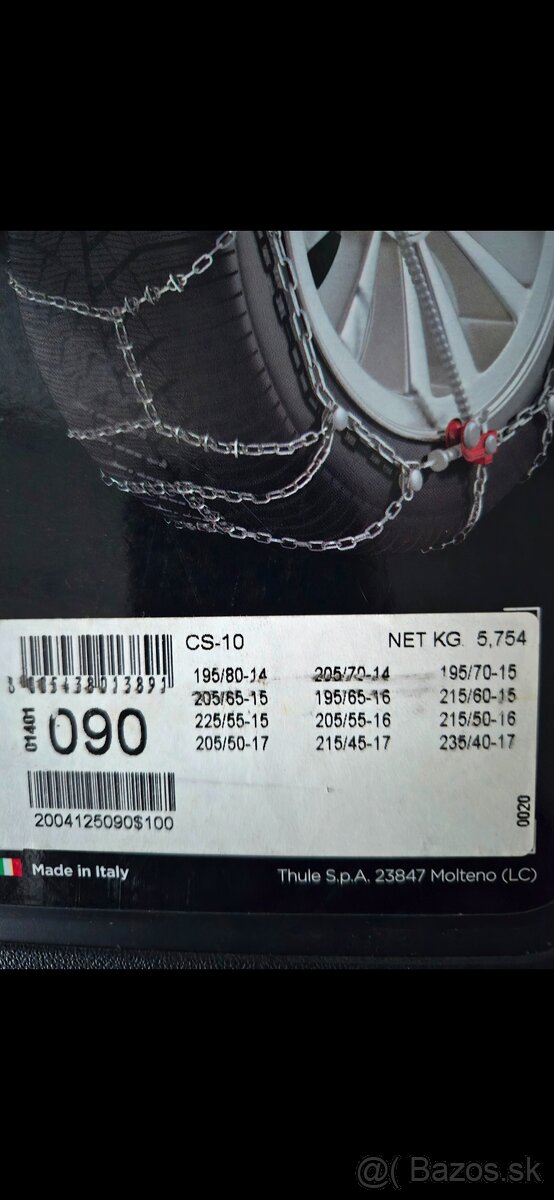 CS-10 NET KG. 5,754
195/80-14 205/70-14 195/70-15
205/65-15 195/65-16 215/60-15
225/55-15 205/55-16 215/50-16
205/50-17 215/45-17 235/40-17
01401
090
2004125090$100
0020
Made in Italy
Thule S.p.A. 23847 Molteno (LC)
@( Bazos.sk